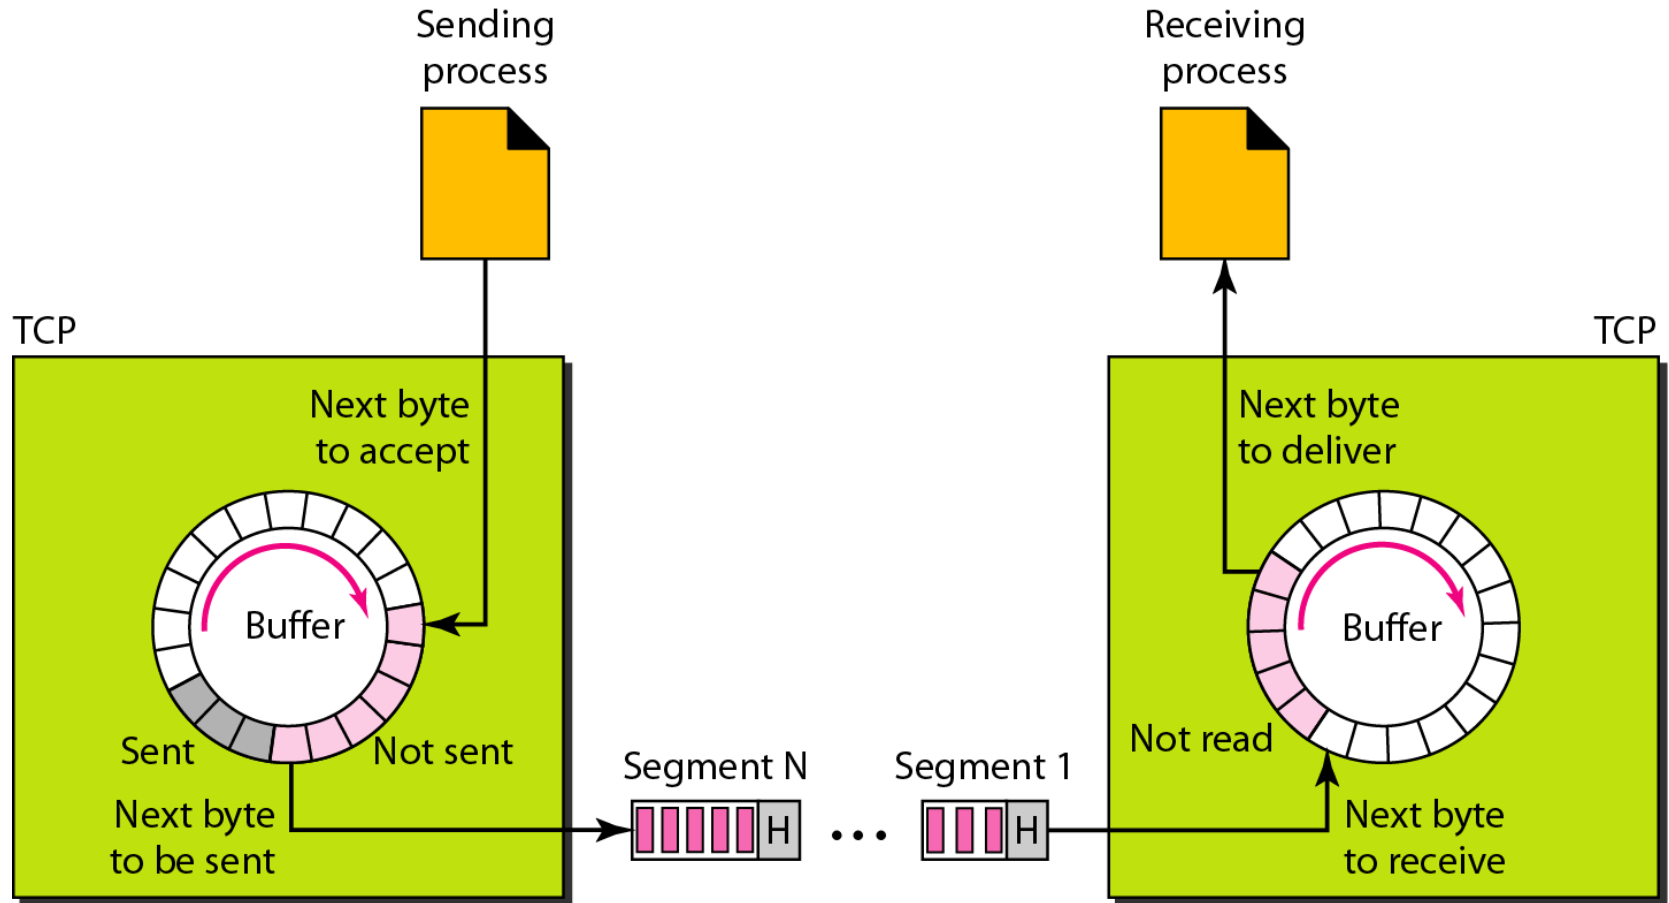 Sending
process
Receiving
process
TCP
TCP
Next byte
to accept
Next byte
to deliver
Buffer
Buffer
Sent
Not sent
Not read
Segment N
Segment 1
Next byte
to be sent
H
...
H
Next byte
to receive